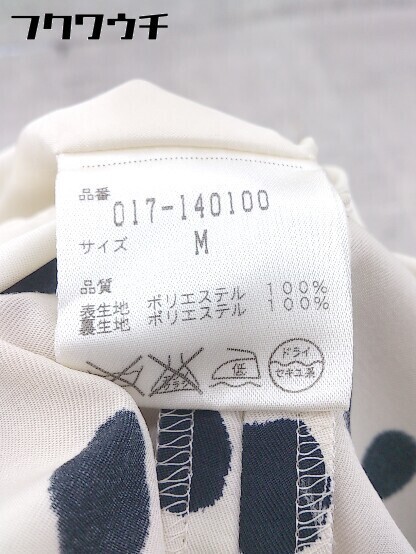 フクワウチ
品番
017-140100
サイズ M
品質
表生地 ポリエステル 100%
裏生地 ポリエステル 100%
低
ドライ
セキユ系